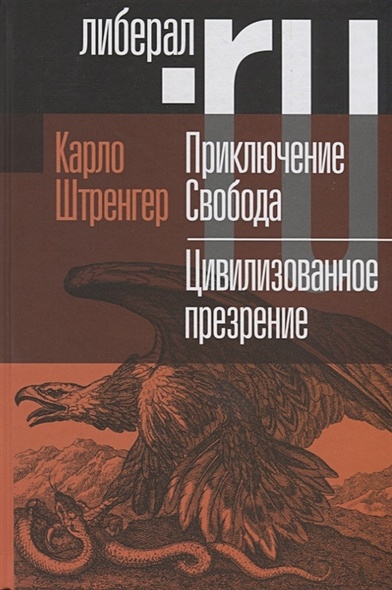 либерал
.ru
Карло
Штренгер
Приключение
Свобода
Цивилизованное
презрение